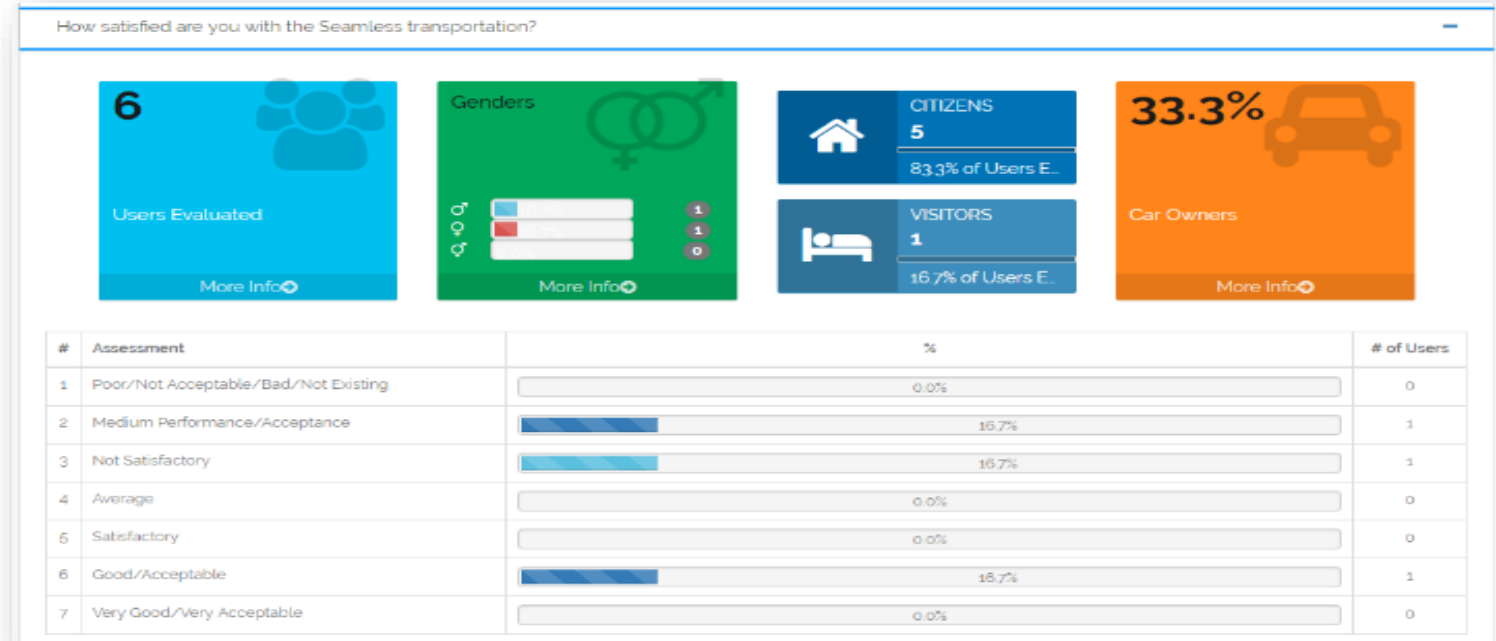 How satisfied are you with the Seamless transportation?
6
Users Evaluated
More Info
Genders
1
1
0
More Info
CITIZENS
5
83.3% of Users E...
VISITORS
1
16.7% of Users E...
33.3%
Car Owners
More Info
# Assessment % # of Users
1 Poor/Not Acceptable/Bad/Not Existing 0.0% 0
2 Medium Performance/Acceptance 16.7% 1
3 Not Satisfactory 16.7% 1
4 Average 0.0% 0
5 Satisfactory 0.0% 0
6 Good/Acceptable 16.7% 1
7 Very Good/Very Acceptable 0.0% 0